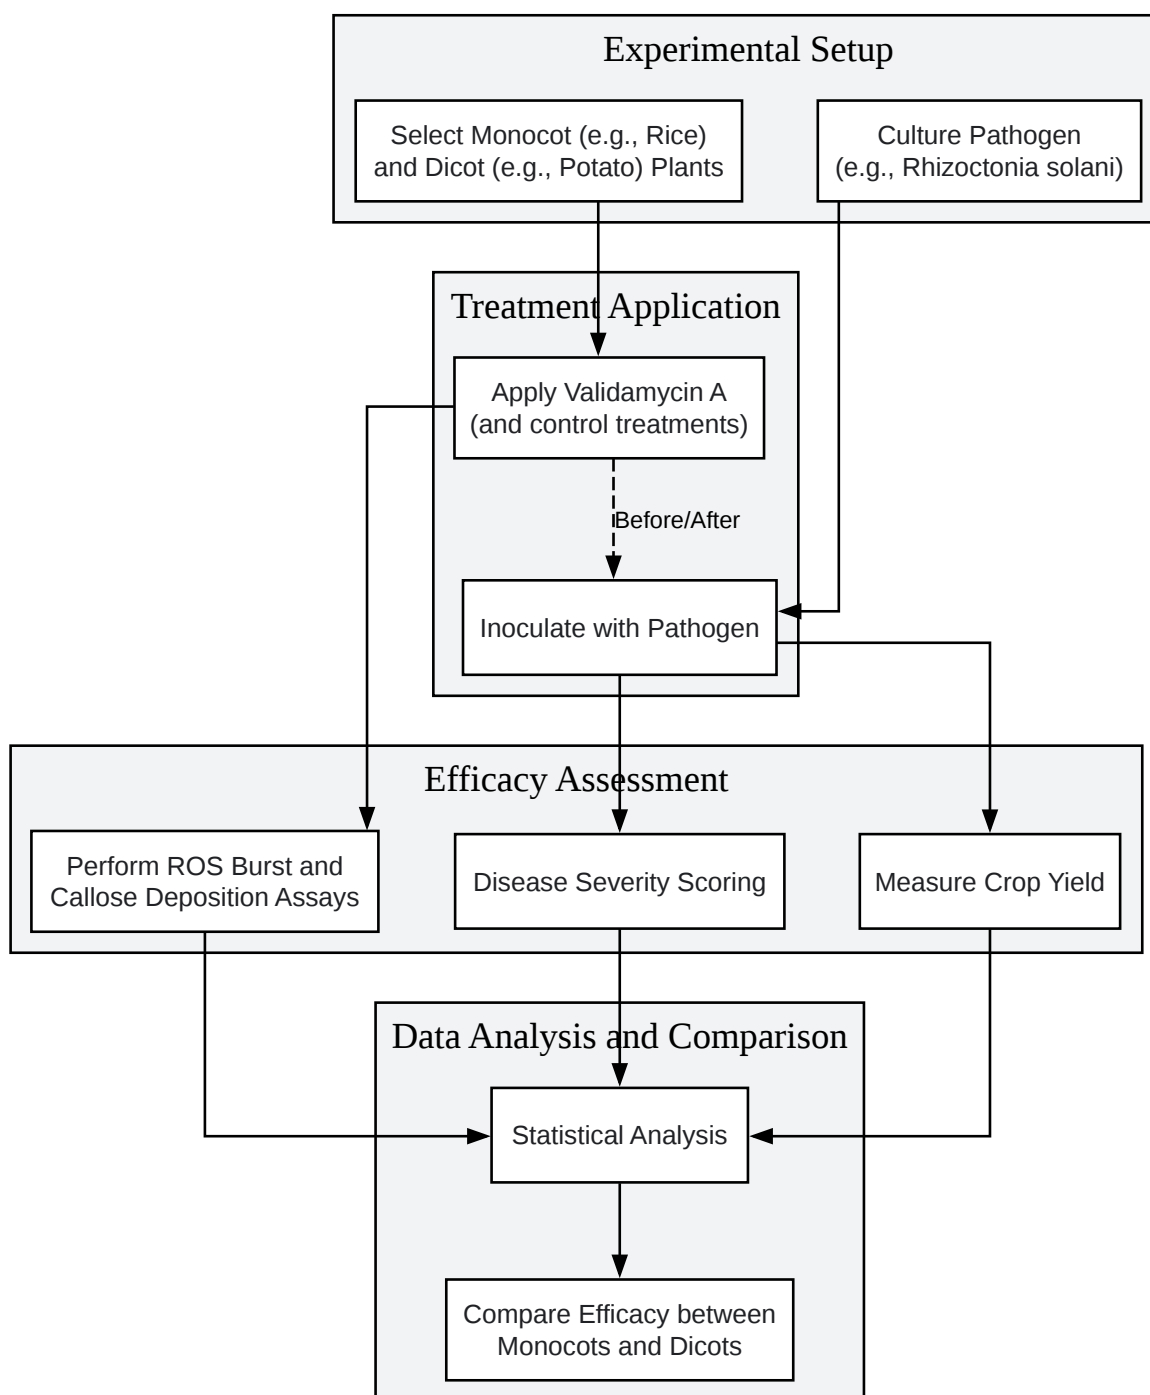 Experimental Setup
Select Monocot (e.g., Rice)
and Dicot (e.g., Potato) Plants
Culture Pathogen
(e.g., Rhizoctonia solani)
Treatment Application
Apply Validamycin A
(and control treatments)
Before/After
Inoculate with Pathogen
Efficacy Assessment
Perform ROS Burst and
Callose Deposition Assays
Disease Severity Scoring
Measure Crop Yield
Data Analysis and Comparison
Statistical Analysis
Compare Efficacy between
Monocots and Dicots